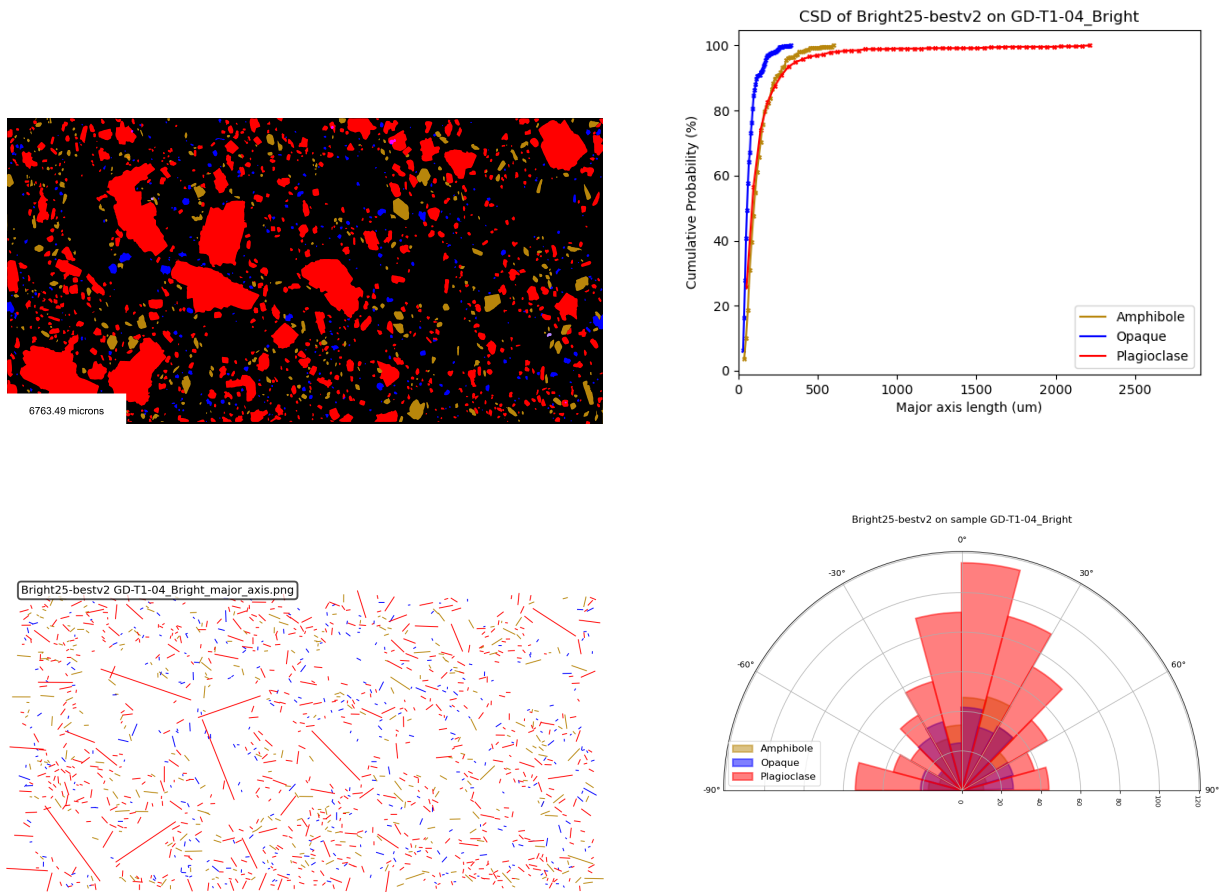 CSD of Bright25-bestv2 on GD-T1-04_Bright
100
80
60
40
20
0
Cumulative Probability (%)
0 500 1000 1500 2000 2500
Major axis length (um)
Amphibole
Opaque
Plagioclase
6763.49 microns
Bright25-bestv2 GD-T1-04_Bright_major_axis.png
Bright25-bestv2 on sample GD-T1-04_Bright
0°
-30° 30°
-60° 60°
-90° 90°
Amphibole
Opaque
Plagioclase
0 20 40 60 80 100 120